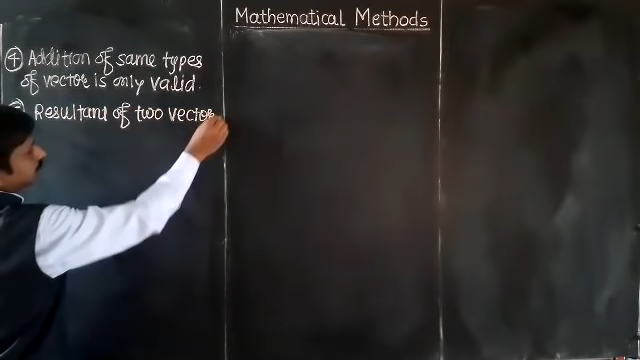 Mathematical Methods
④ Addition of same types
of vector is only valid.
Resultant of two vector